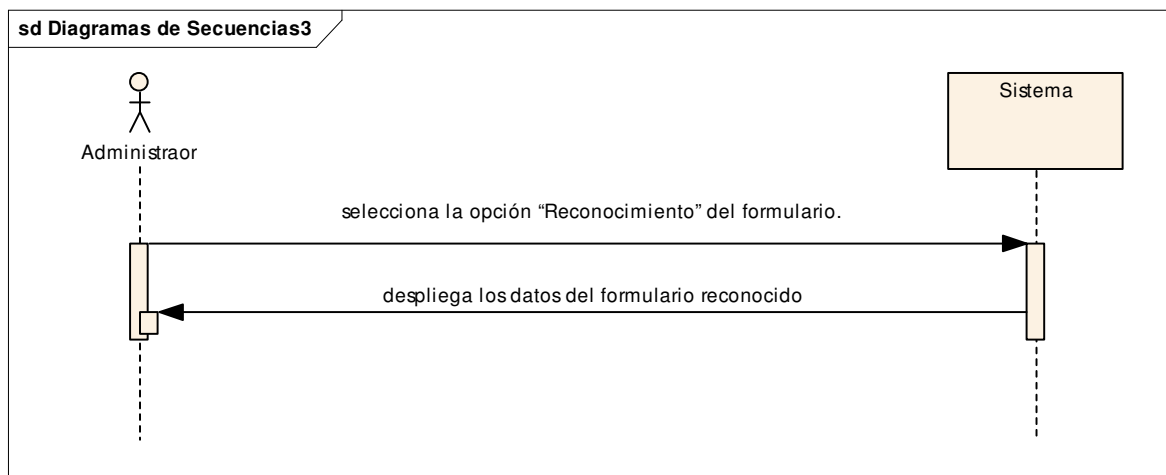 sd Diagramas de Secuencias3
Administraor
Sistema
selecciona la opción “Reconocimiento” del formulario.
despliega los datos del formulario reconocido